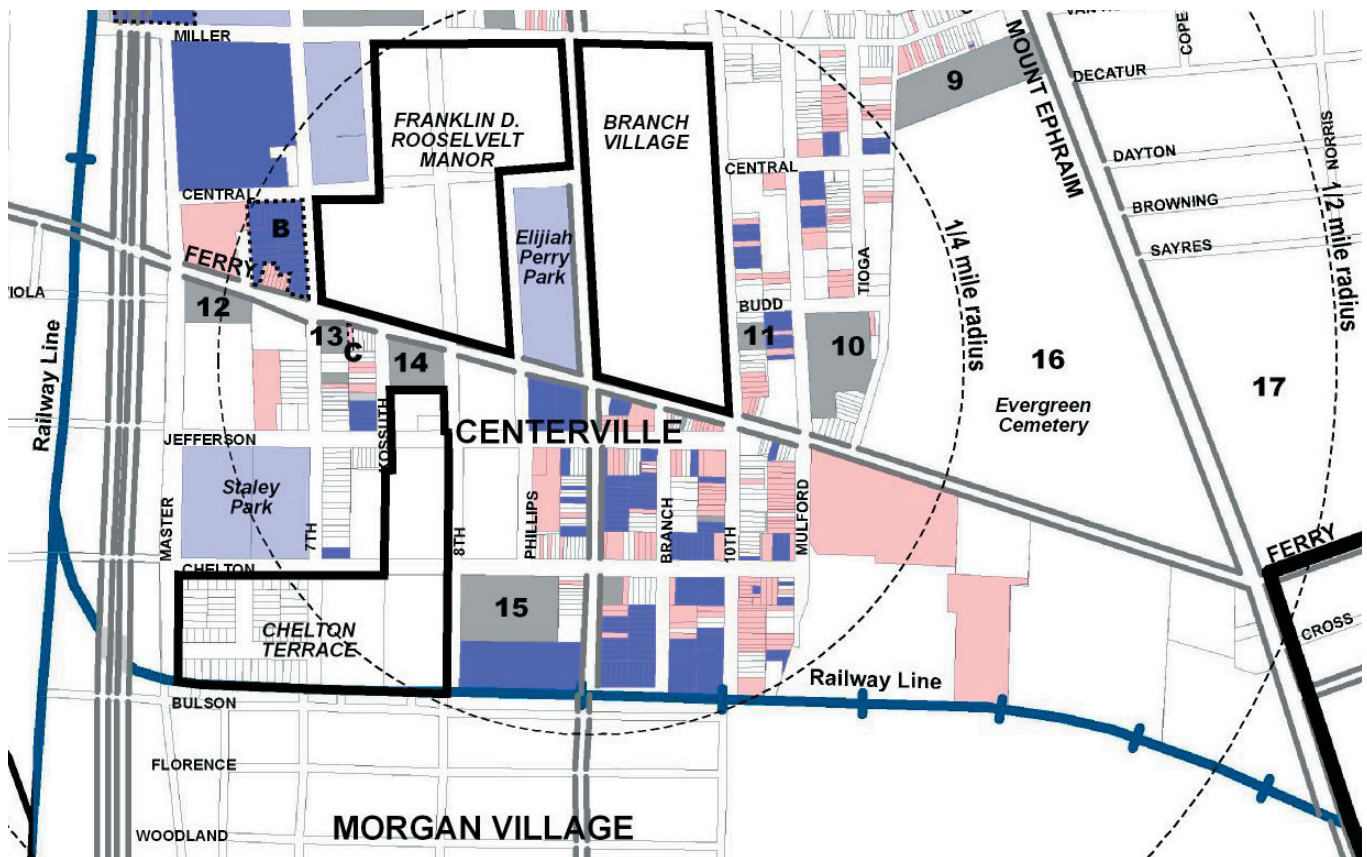 MILLER
MOUNT EPHRAIM
DECATUR
9
FRANKLIN D.
ROOSELVELT
MANOR
BRANCH
VILLAGE
NORRIS
DAYTON
CENTRAL
CENTRAL
BROWNING
1/2 mile radius
B
Elijiah
Perry
Park
1/4 mile radius
SAYRES
FERRY
TIOGA
12
BUDD
13
C
14
11
10
16
17
Railway Line
Evergreen
Cemetery
JEFFERSON
KOSSUTH
CENTERVILLE
Staley
Park
MASTER
7TH
8TH
PHILLIPS
BRANCH
10TH
MULFORD
FERRY
CHELTON
15
CHELTON
TERRACE
CROSS
Railway Line
BULSON
FLORENCE
MORGAN VILLAGE
WOODLAND